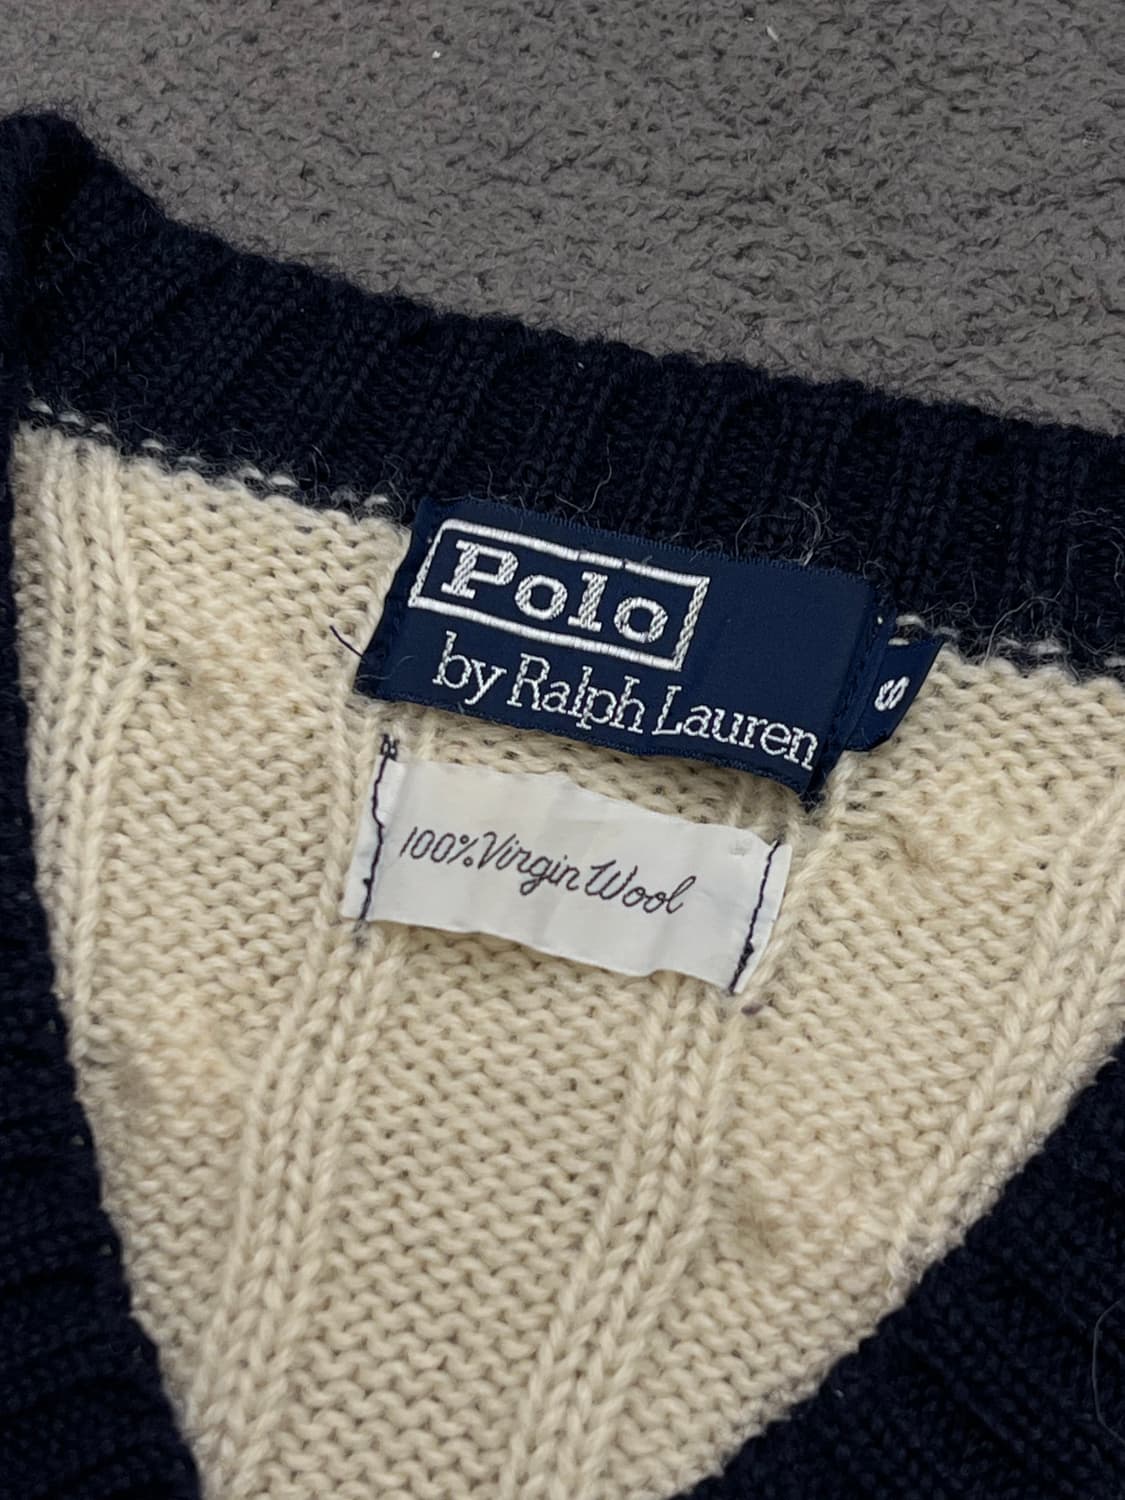 Polo
by Ralph Lauren
S
100% Virgin Wool